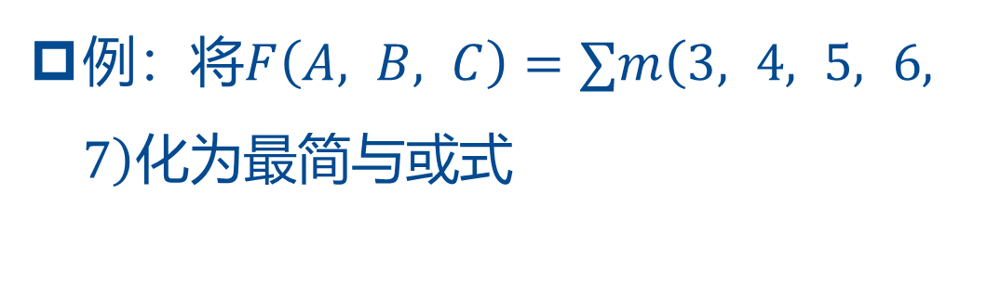 例：将F(A, B, C) = ∑m(3, 4, 5, 6,
7)化为最简与或式